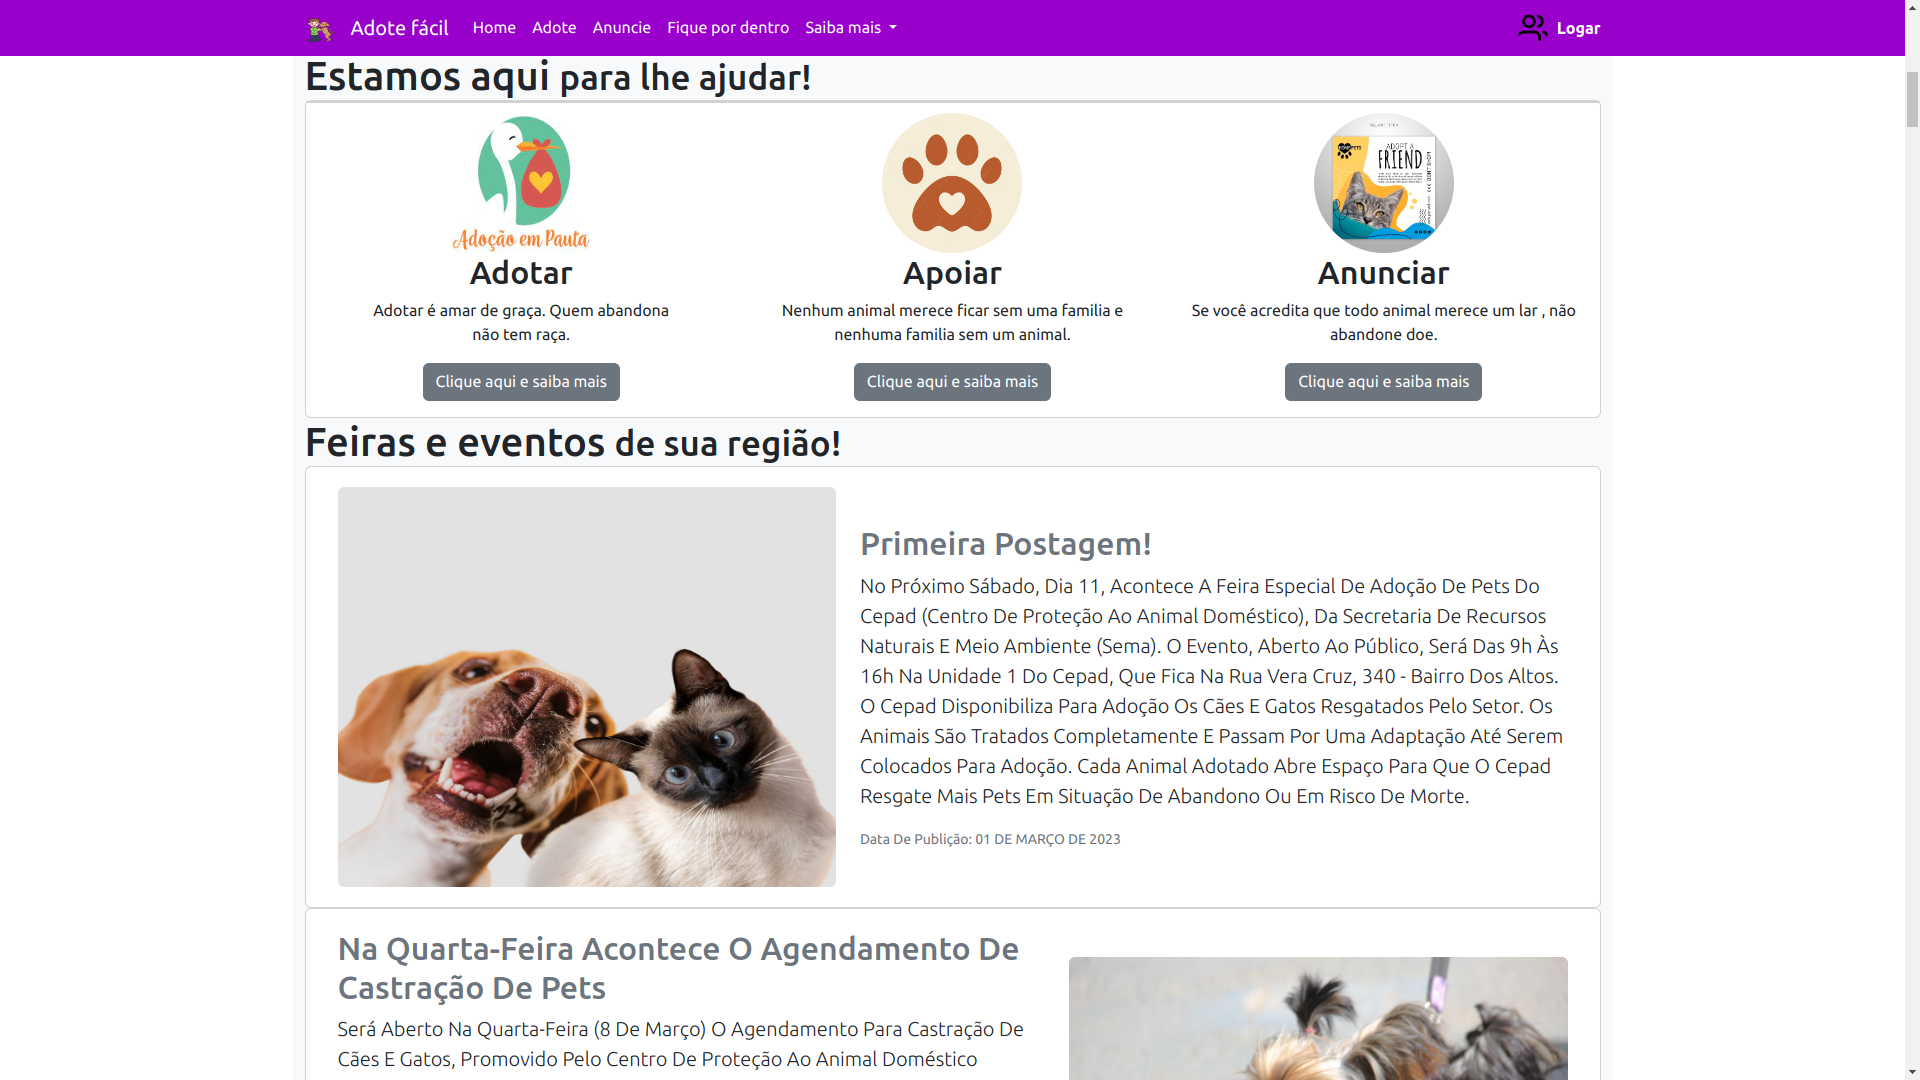 Adote fácil Home Adote Anuncie Fique por dentro Saiba mais Logar
Estamos aqui para lhe ajudar!
Adoção em Pauta
ADOPT A
FRIEND
Adotar
Adotar é amar de graça. Quem abandona
não tem raça.
Clique aqui e saiba mais
Apoiar
Nenhum animal merece ficar sem uma familia e
nenhuma familia sem um animal.
Clique aqui e saiba mais
Anunciar
Se você acredita que todo animal merece um lar , não
abandone doe.
Clique aqui e saiba mais
Feiras e eventos de sua região!
Primeira Postagem!
No Próximo Sábado, Dia 11, Acontece A Feira Especial De Adoção De Pets Do
Cepad (Centro De Proteção Ao Animal Doméstico), Da Secretaria De Recursos
Naturais E Meio Ambiente (Sema). O Evento, Aberto Ao Público, Será Das 9h Às
16h Na Unidade 1 Do Cepad, Que Fica Na Rua Vera Cruz, 340 - Bairro Dos Altos.
O Cepad Disponibiliza Para Adoção Os Cães E Gatos Resgatados Pelo Setor. Os
Animais São Tratados Completamente E Passam Por Uma Adaptação Até Serem
Colocados Para Adoção. Cada Animal Adotado Abre Espaço Para Que O Cepad
Resgate Mais Pets Em Situação De Abandono Ou Em Risco De Morte.
Data De Publição: 01 DE MARÇO DE 2023
Na Quarta-Feira Acontece O Agendamento De
Castração De Pets
Será Aberto Na Quarta-Feira (8 De Março) O Agendamento Para Castração De
Cães E Gatos, Promovido Pelo Centro De Proteção Ao Animal Doméstico